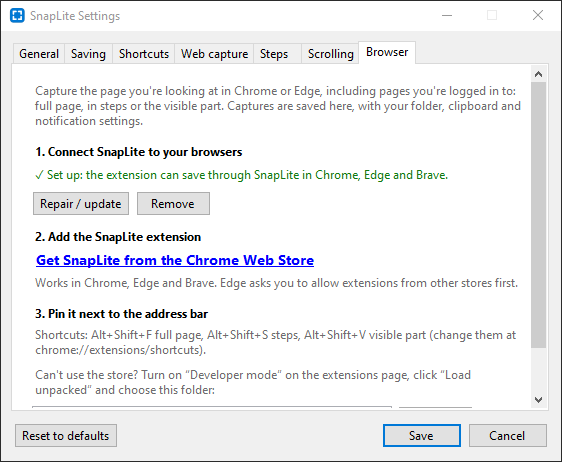 SnapLite Settings
General Saving Shortcuts Web capture Steps Scrolling Browser
Capture the page you're looking at in Chrome or Edge, including pages you're logged in to:
full page, in steps or the visible part. Captures are saved here, with your folder, clipboard and
notification settings.
1. Connect SnapLite to your browsers
✓ Set up: the extension can save through SnapLite in Chrome, Edge and Brave.
Repair / update Remove
2. Add the SnapLite extension
Get SnapLite from the Chrome Web Store
Works in Chrome, Edge and Brave. Edge asks you to allow extensions from other stores first.
3. Pin it next to the address bar
Shortcuts: Alt+Shift+F full page, Alt+Shift+S steps, Alt+Shift+V visible part (change them at
chrome://extensions/shortcuts).
Can't use the store? Turn on “Developer mode” on the extensions page, click “Load
unpacked” and choose this folder:
Reset to defaults Save Cancel